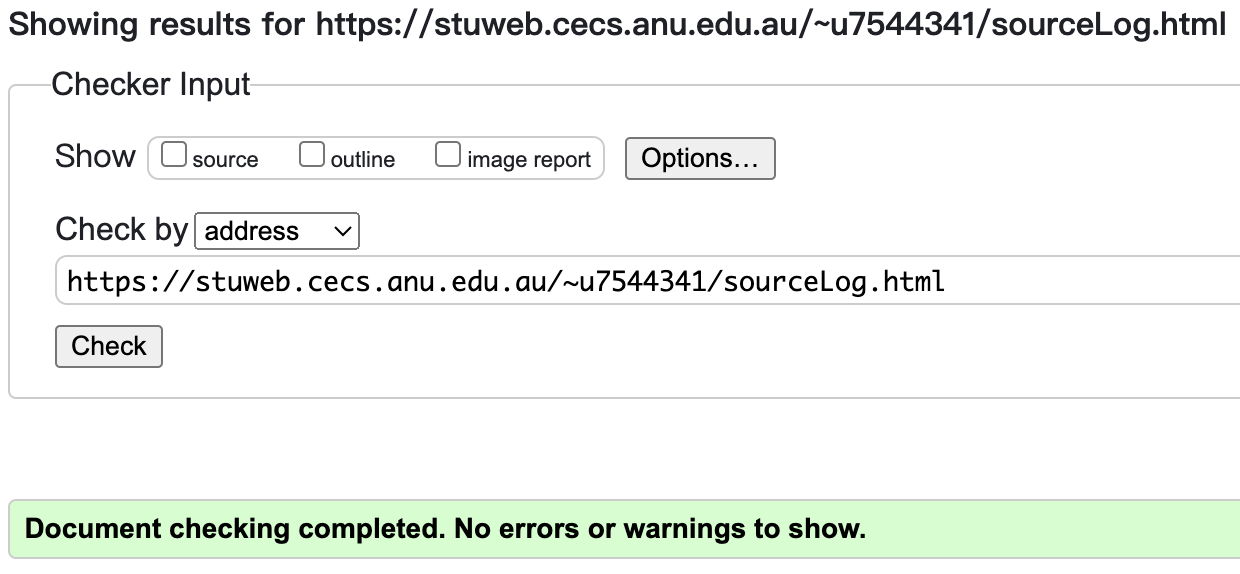 Showing results for https://stuweb.cecs.anu.edu.au/~u7544341/sourceLog.html
Checker Input
Show source outline image report Options...
Check by address
https://stuweb.cecs.anu.edu.au/~u7544341/sourceLog.html
Check
Document checking completed. No errors or warnings to show.